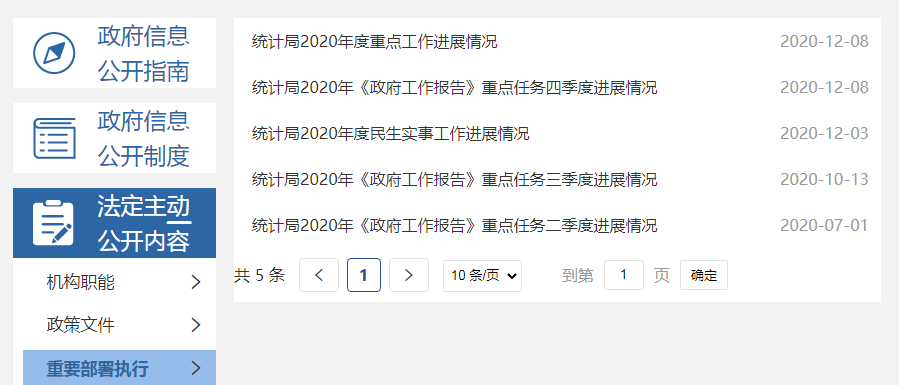 政府信息
公开指南
政府信息
公开制度
法定主动
公开内容
机构职能
政策文件
重要部署执行
统计局2020年度重点工作进展情况 2020-12-08
统计局2020年《政府工作报告》重点任务四季度进展情况 2020-12-08
统计局2020年度民生实事工作进展情况 2020-12-03
统计局2020年《政府工作报告》重点任务三季度进展情况 2020-10-13
统计局2020年《政府工作报告》重点任务二季度进展情况 2020-07-01
共 5 条 1 10 条/页 到第 1 页 确定